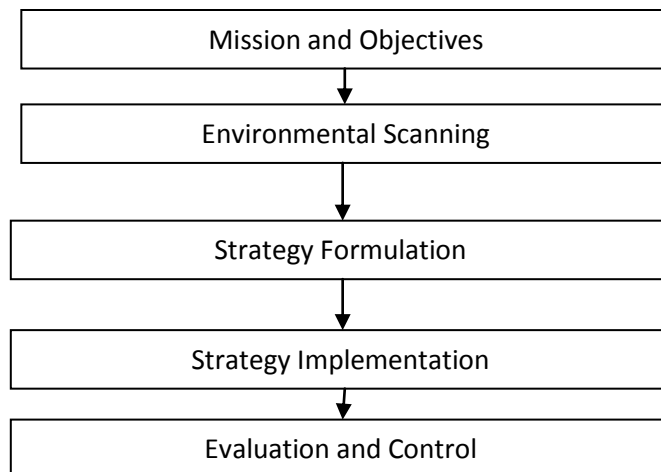 Mission and Objectives
Environmental Scanning
Strategy Formulation
Strategy Implementation
Evaluation and Control